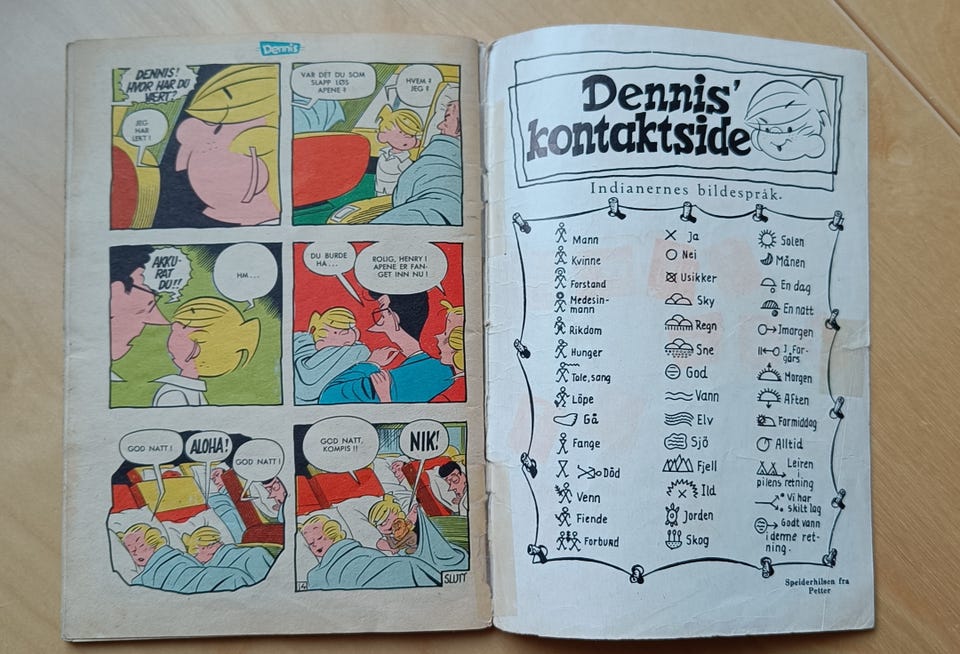 Dennis
DENNIS!
HVOR HAR DU
VÆRT?
JEG
HAR
LEKT!
VAR DET DU SOM
SLAPP LØS
APENE?
HVEM?
JEG?
AKKU-
RAT
DU!!
HM...
DU BURDE
HA...
ROLIG, HENRY!
APENE ER FAN-
GET INN NU!
GOD NATT!
ALOHA!
GOD NATT!
GOD NATT,
KOMPIS!!
NIK!
14
SLUTT
Dennis'
kontaktside
Indianernes bildespråk.
Mann
Kvinne
Forstand
Medesin-
mann
Rikdom
Hunger
Tale, sang
Löpe
Gå
Fange
Död
Venn
Fiende
Forbund
Ja
Nei
Usikker
Sky
Regn
Sne
God
Vann
Elv
Sjö
Fjell
Ild
Jorden
Skog
Solen
Månen
En dag
En natt
Imorgen
I for-
gårs
Morgen
Aften
Formiddag
Alltid
Leiren i
pilens retning
Vi har
skilt lag
Godt vann
i denne ret-
ning.
Speiderhilsen fra
Petter